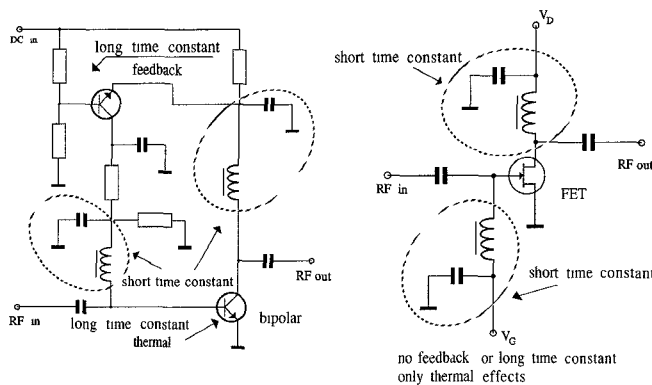 DC in
long time constant
feedback
short time constant
RF in
long time constant
thermal
bipolar
RF out
V_D
short time constant
RF in
RF out
FET
short time constant
V_G
no feedback or long time constant
only thermal effects